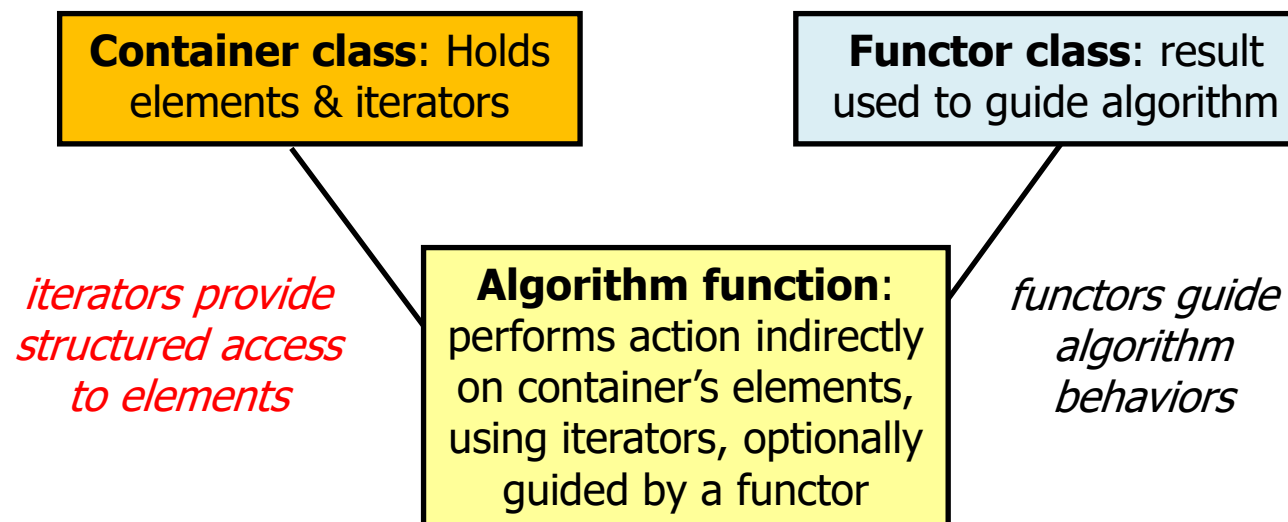 Container class: Holds
elements & iterators
Functor class: result
used to guide algorithm
iterators provide
structured access
to elements
Algorithm function:
performs action indirectly
on container’s elements,
using iterators, optionally
guided by a functor
functors guide
algorithm
behaviors